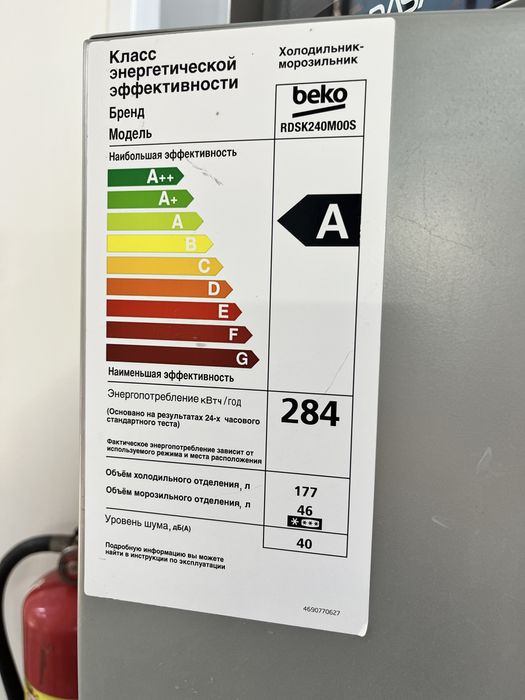 Класс
энергетической
эффективности
Холодильник-
морозильник
Бренд
beko
Модель
RDSK240M00S
Наибольшая эффективность
A++
A+
A
B
C
D
E
F
G
A
Наименьшая эффективность
Энергопотребление кВтч/год
284
(Основано на результатах 24-х часового
стандартного теста)
Фактическое энергопотребление зависит от
используемого режима и места расположения
Объём холодильного отделения, л
177
Объём морозильного отделения, л
46
Уровень шума, дБ(А)
40
Подробную информацию вы можете
найти в инструкции по эксплуатации
4690770627